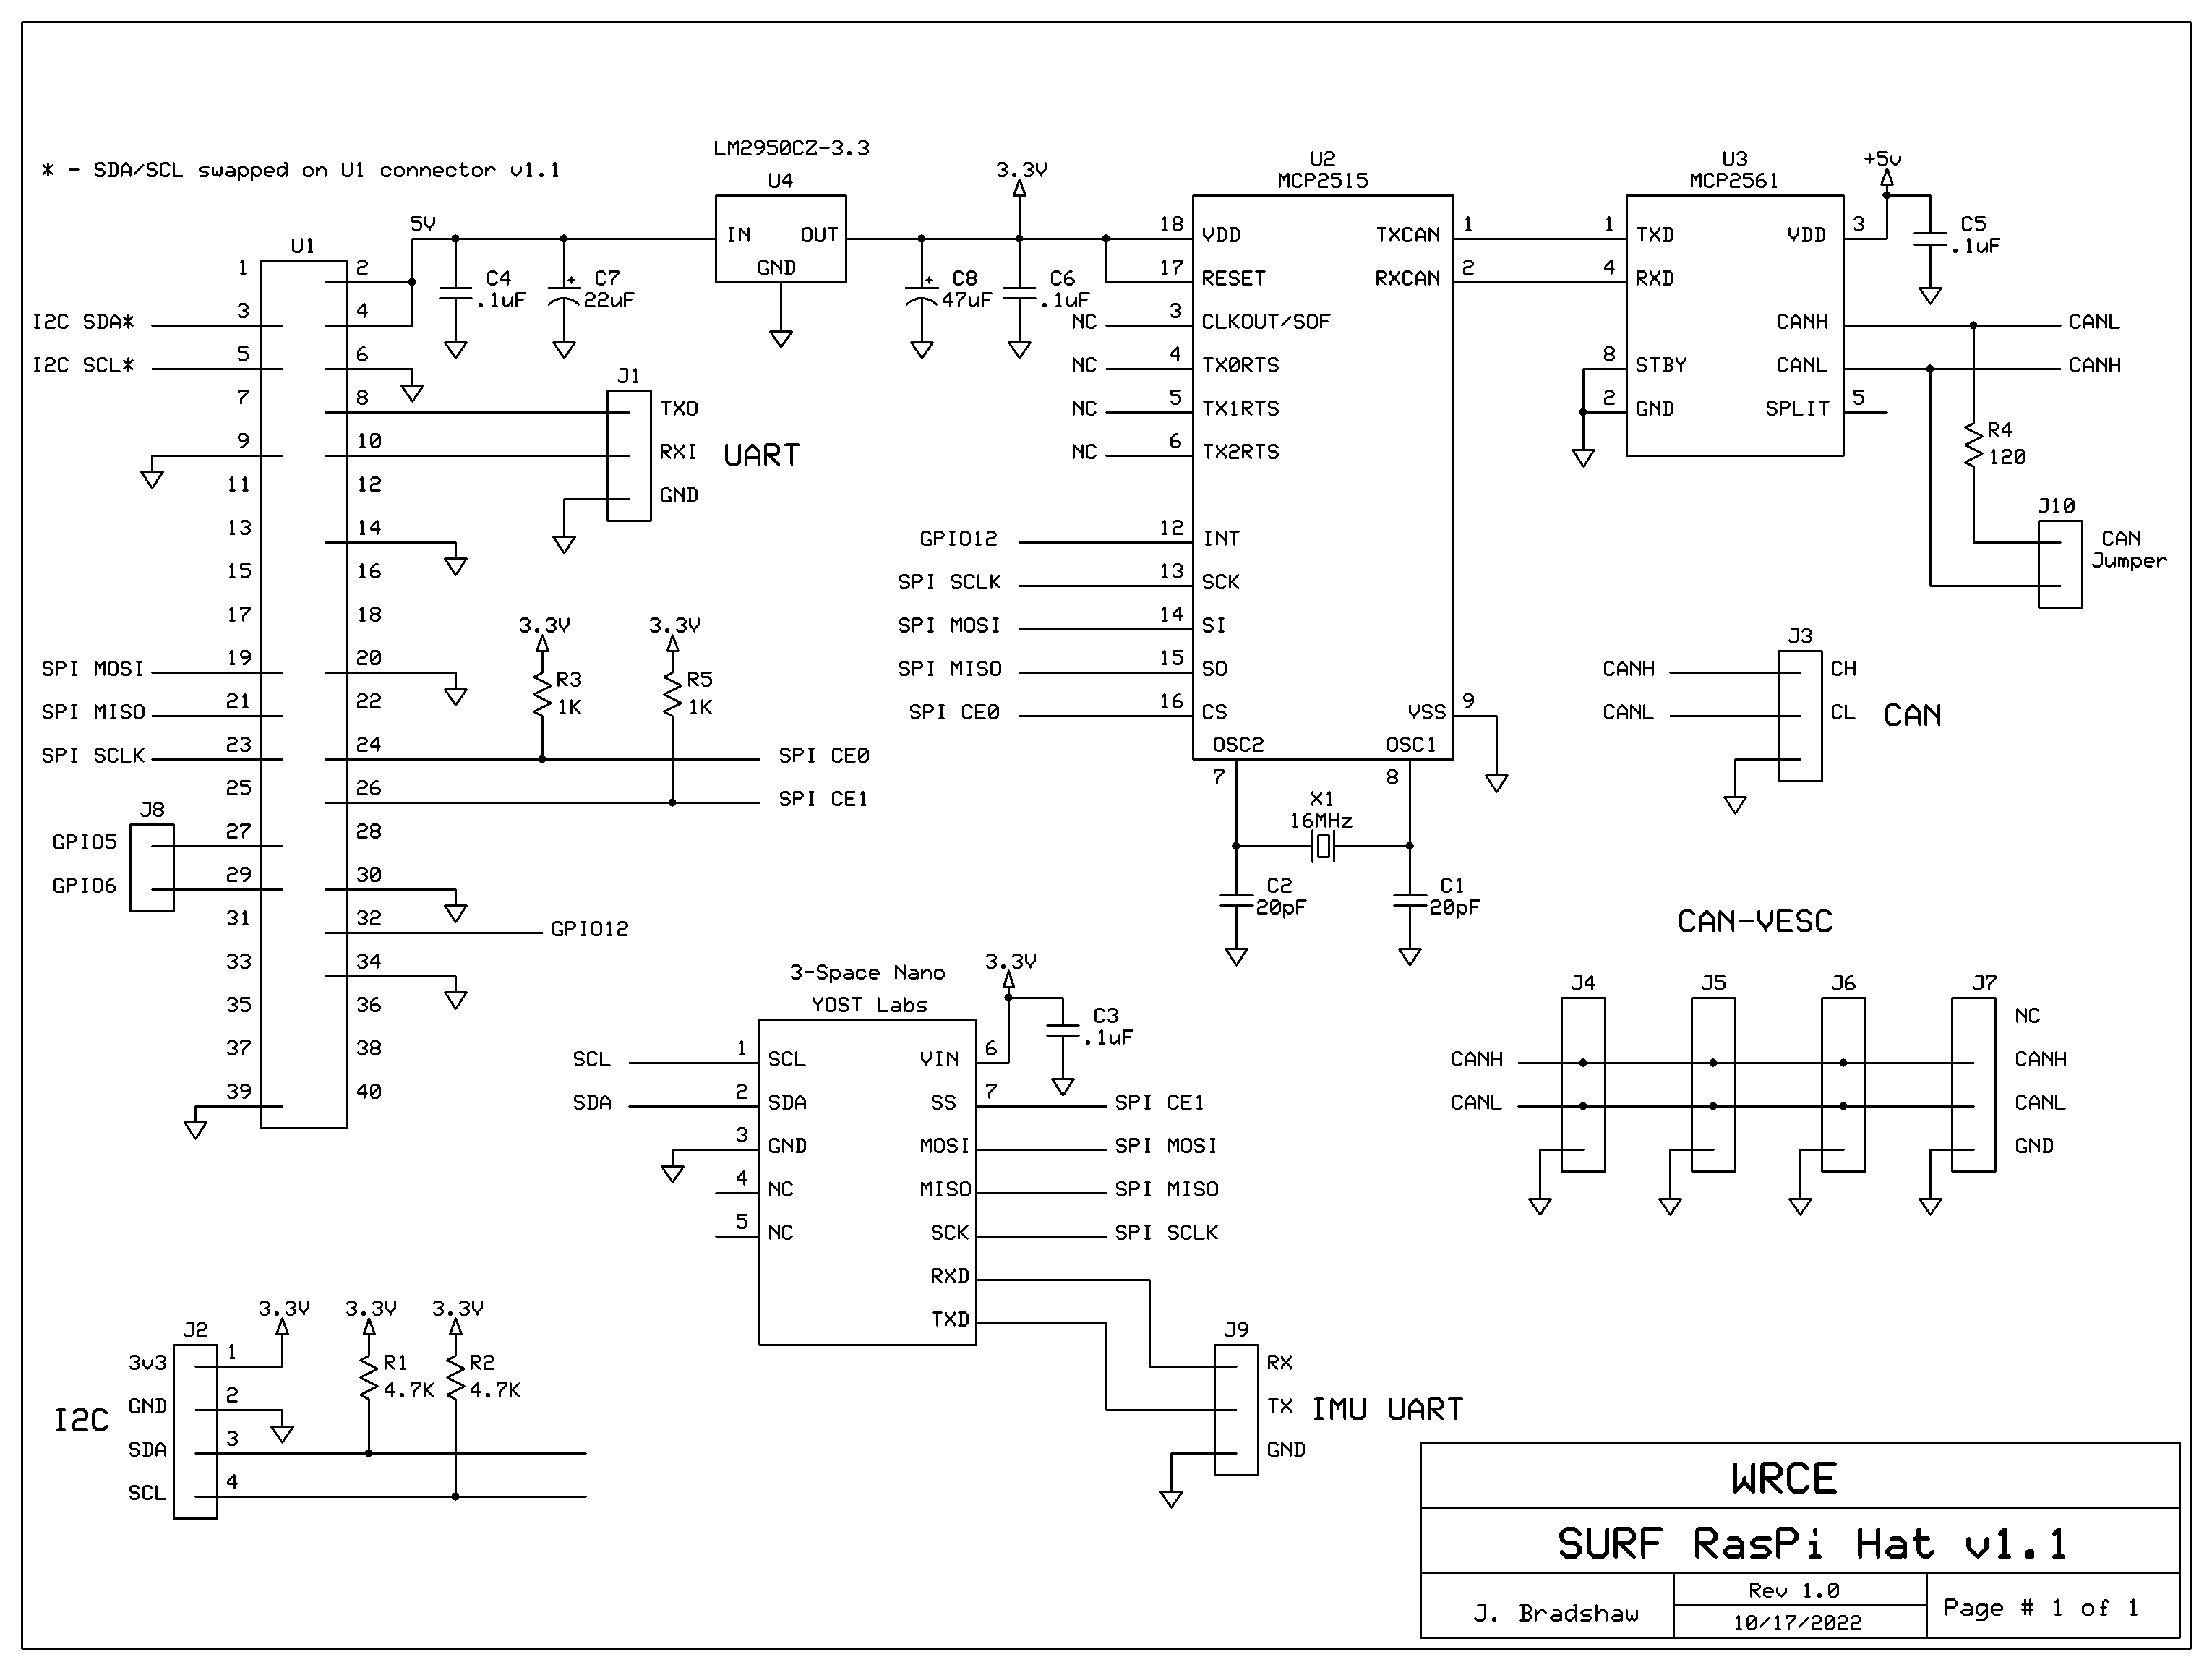 * - SDA/SCL swapped on U1 connector v1.1
LM2950CZ-3.3
U4
IN OUT
GND
5V
3.3V
C4
.1uF
C7
22uF
C8
47uF
C6
.1uF
U1
1 2
I2C SDA* 3 4
I2C SCL* 5 6
7 8
9 10
11 12
13 14
15 16
17 18
SPI MOSI 19 20
SPI MISO 21 22
SPI SCLK 23 24
25 26
27 28
29 30
31 32
33 34
35 36
37 38
39 40
J8
GPIO5
GPIO6
J1
TXO
RXI
GND
UART
3.3V
R3
1K
3.3V
R5
1K
SPI CE0
SPI CE1
GPIO12
U2
MCP2515
18 VDD TXCAN 1
17 RESET RXCAN 2
NC 3 CLKOUT/SOF
NC 4 TX0RTS
NC 5 TX1RTS
NC 6 TX2RTS
GPIO12 12 INT
SPI SCLK 13 SCK
SPI MOSI 14 SI
SPI MISO 15 SO
SPI CE0 16 CS VSS 9
OSC2 OSC1
7 8
X1
16MHz
C2
20pF
C1
20pF
U3
MCP2561
+5v
1 TXD VDD 3
4 RXD
CANH CANL
8 STBY CANL CANH
2 GND SPLIT 5
C5
.1uF
R4
120
J10
CAN
Jumper
J3
CANH CH
CANL CL
CAN
CAN-VESC
J4 J5 J6 J7
NC
CANH CANH
CANL CANL
GND
3-Space Nano
YOST Labs
3.3V
C3
.1uF
SCL 1 SCL VIN 6
SDA 2 SDA SS 7 SPI CE1
3 GND MOSI SPI MOSI
4 NC MISO SPI MISO
5 NC SCK SPI SCLK
RXD
TXD
J9
RX
TX
GND
IMU UART
3.3V 3.3V 3.3V
J2
3v3 1
GND 2
SDA 3
SCL 4
I2C
R1
4.7K
R2
4.7K
WRCE
SURF RasPi Hat v1.1
J. Bradshaw
Rev 1.0
10/17/2022
Page # 1 of 1